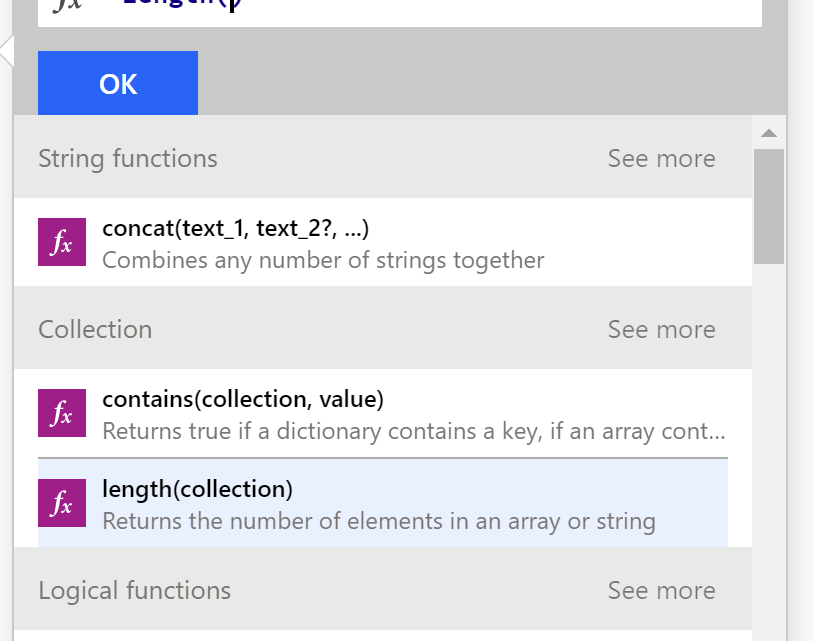 fx length()
OK
String functions See more
fx concat(text_1, text_2?, ...)
Combines any number of strings together
Collection See more
fx contains(collection, value)
Returns true if a dictionary contains a key, if an array cont...
fx length(collection)
Returns the number of elements in an array or string
Logical functions See more